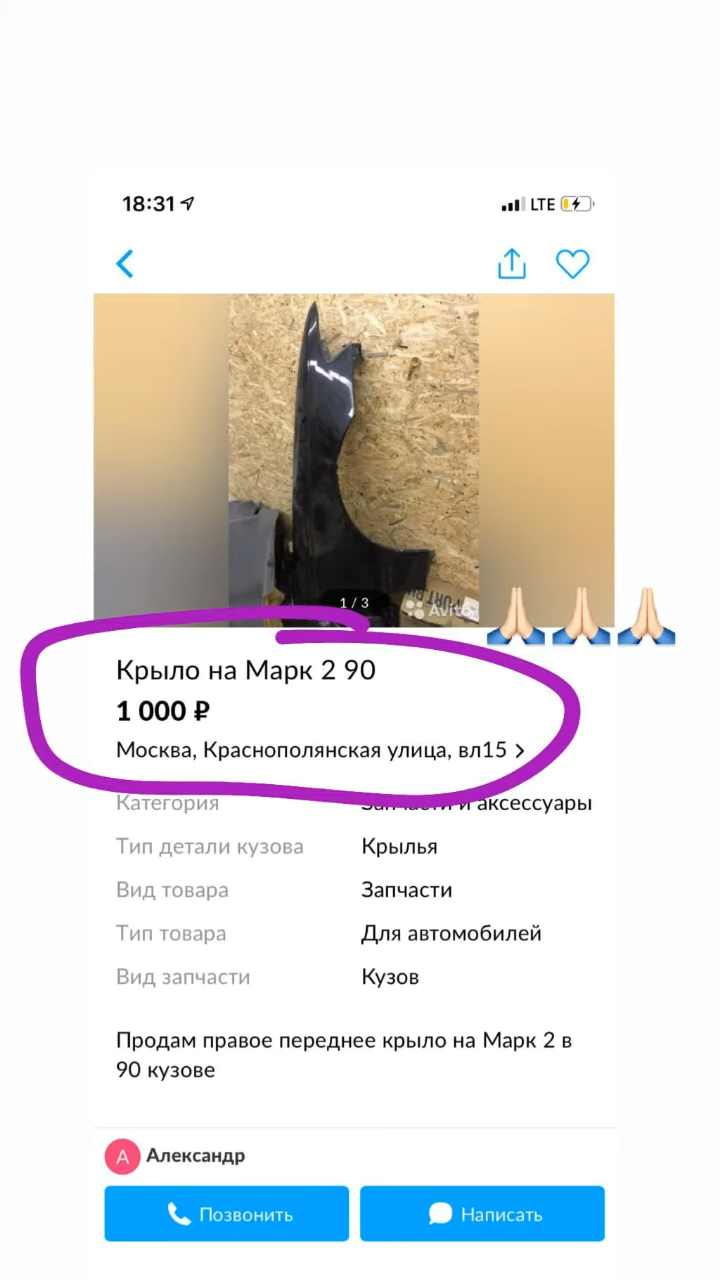 18:31
LTE
1 / 3
Avito
Крыло на Марк 2 90
1 000 ₽
Москва, Краснополянская улица, вл15
Категория Запчасти и аксессуары
Тип детали кузова Крылья
Вид товара Запчасти
Тип товара Для автомобилей
Вид запчасти Кузов
Продам правое переднее крыло на Марк 2 в
90 кузове
А Александр
Позвонить Написать